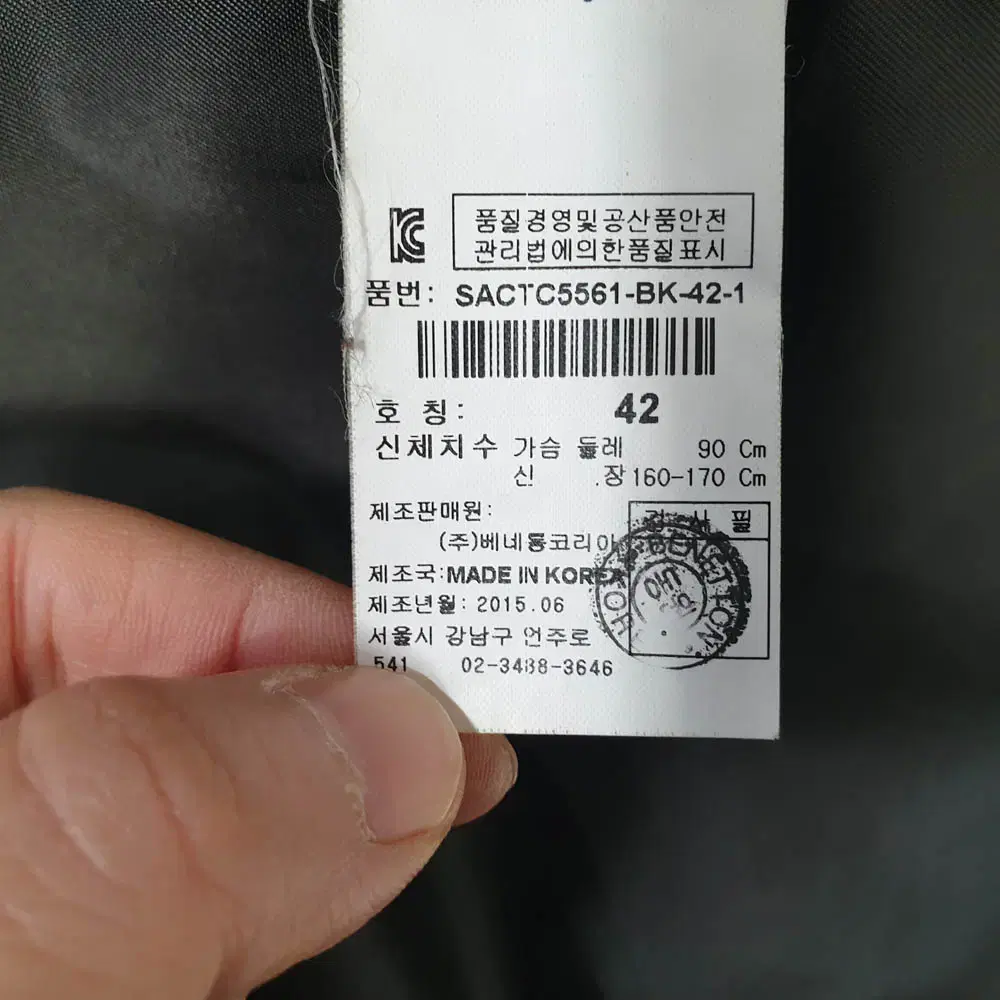 KC
품질경영및공산품안전
관리법에의한품질표시
품번: SACTC5561-BK-42-1
호 칭: 42
신체치수 가슴 둘레 90 Cm
신 장 160-170 Cm
제조판매원:
검 사 필
(주)베네통코리아
BENETTON
제조국:MADE IN KOREA
제조년월: 2015.06
서울시 강남구 언주로
541 02-3488-3646